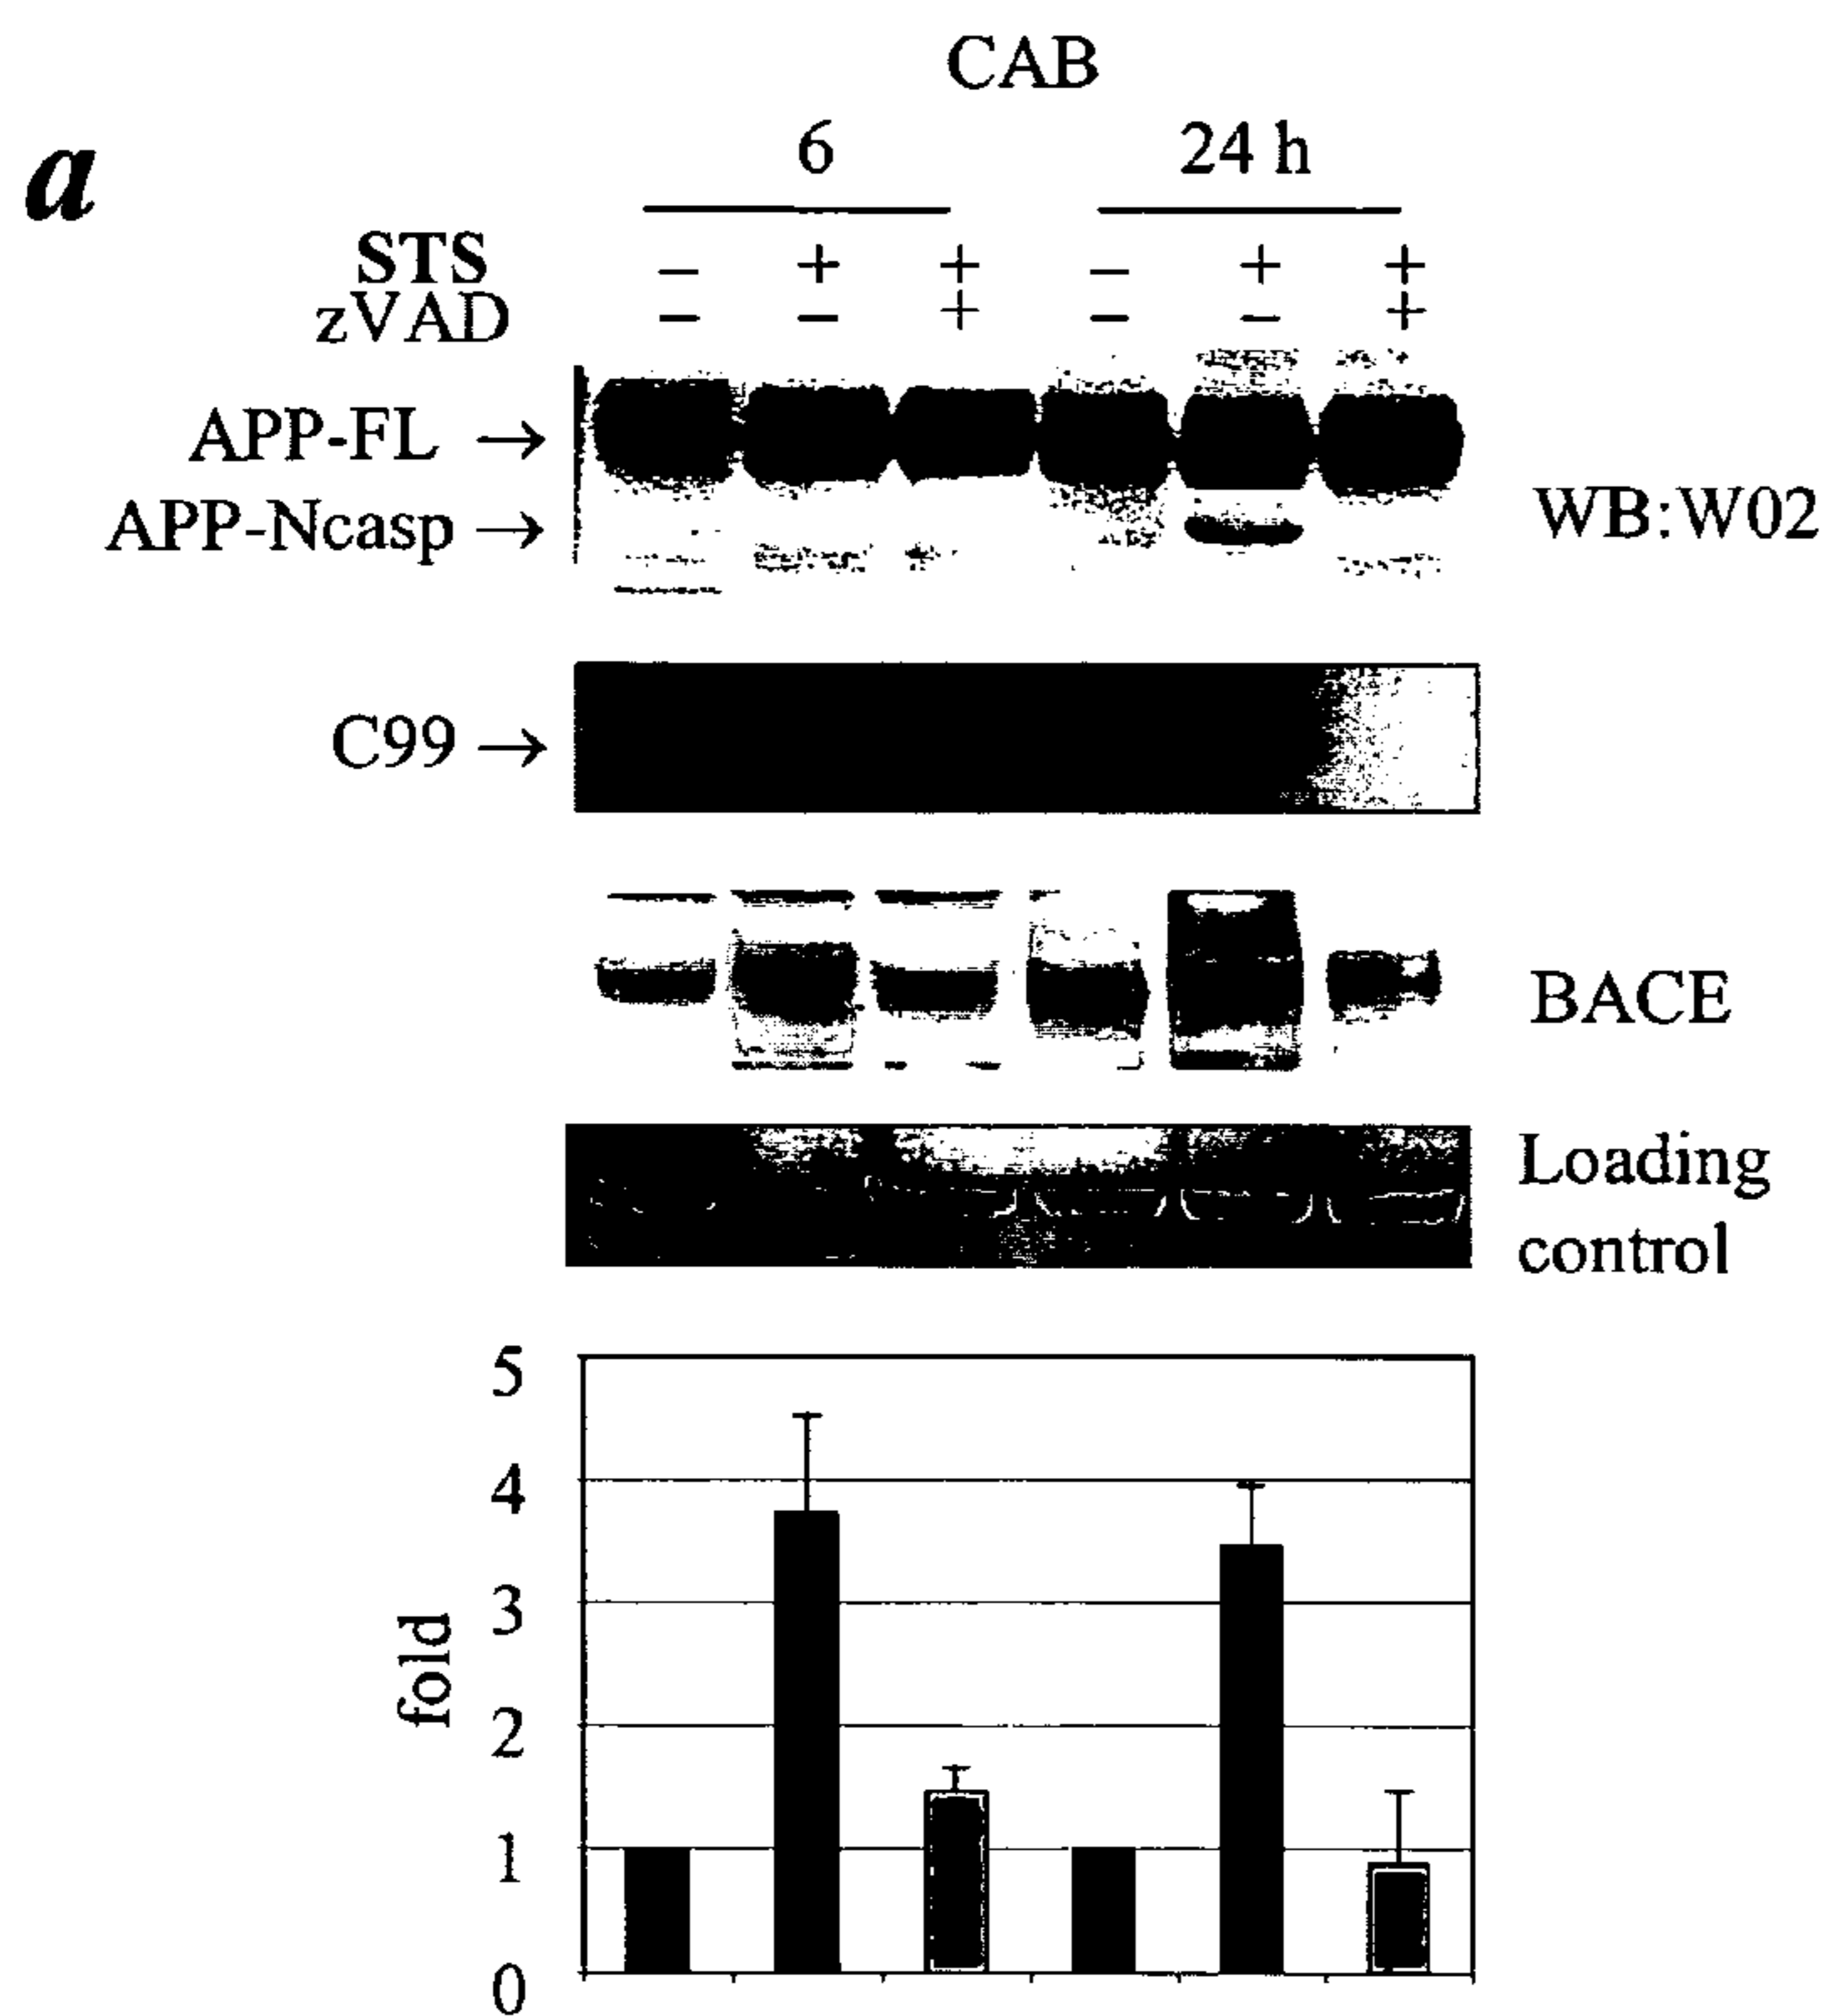 CAB
a
6 24 h
STS − + + − + +
zVAD − − + − − +
APP-FL →
APP-Ncasp →
WB:W02
C99 →
BACE
Loading
control
5
4
3
2
1
0
fold